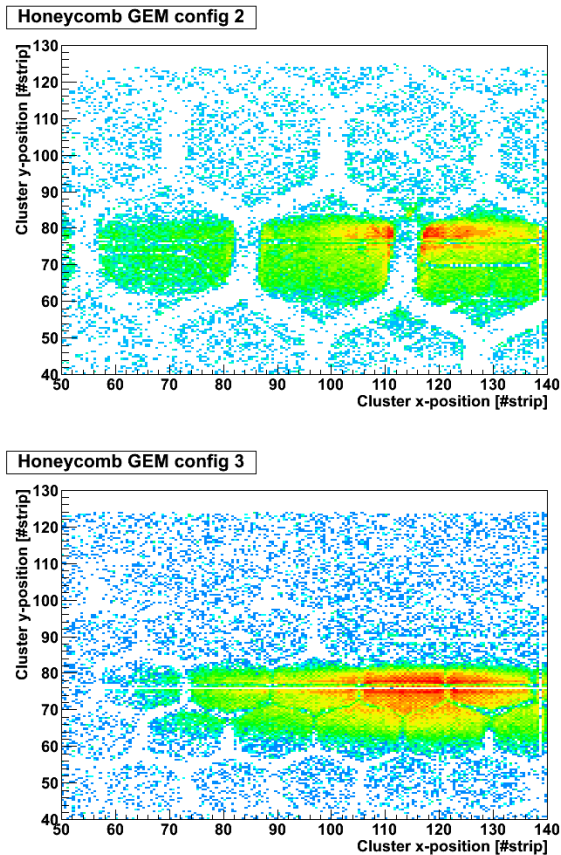 Honeycomb GEM config 2
Cluster y-position [#strip]
130
120
110
100
90
80
70
60
50
40
50 60 70 80 90 100 110 120 130 140
Cluster x-position [#strip]
Honeycomb GEM config 3
Cluster y-position [#strip]
130
120
110
100
90
80
70
60
50
40
50 60 70 80 90 100 110 120 130 140
Cluster x-position [#strip]